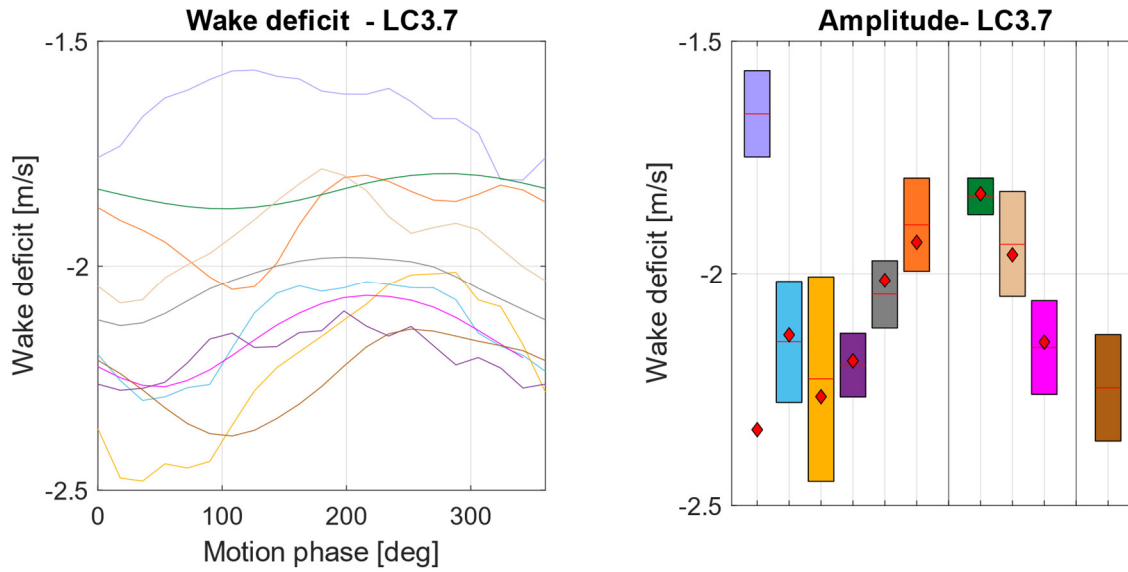 Wake deficit - LC3.7
Wake deficit [m/s]
-1.5
-2
-2.5
0
100
200
300
Motion phase [deg]
Amplitude- LC3.7
Wake deficit [m/s]
-1.5
-2
-2.5